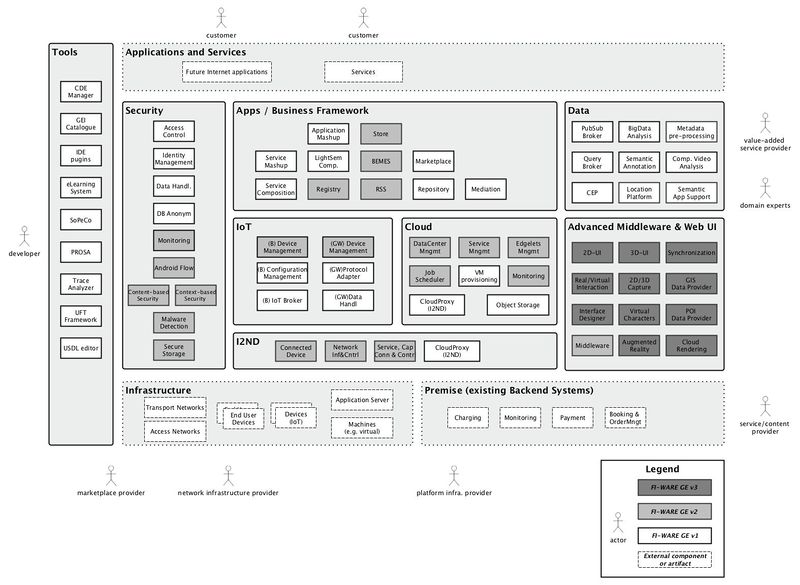 customer
customer
Tools
CDE
Manager
GEI
Catalogue
IDE
pugins
eLearning
System
SoPeCo
PROSA
Trace
Analyzer
UFT
Framework
USDL editor
developer
Applications and Services
Future Internet applications
Services
Security
Access
Control
Identity
Management
Data Handl.
DB Anonym
Monitoring
Android Flow
Content-based
Security
Context-based
Security
Malware
Detection
Secure
Storage
Apps / Business Framework
Application
Mashup
Store
Service
Mashup
LightSem
Comp.
BEMES
Marketplace
Service
Composition
Registry
RSS
Repository
Mediation
Data
PubSub
Broker
BigData
Analysis
Metadata
pre-processing
Query
Broker
Semantic
Annotation
Comp. Video
Analysis
CEP
Location
Platform
Semantic
App Support
value-added
service provider
domain experts
IoT
(B) Device
Management
(GW) Device
Management
(B) Configuration
Management
(GW)Protocol
Adapter
(B) IoT Broker
(GW)Data
Handl
Cloud
DataCenter
Mngmt
Service
Mngmt
Edgelets
Mngmt
Job
Scheduler
VM
provisioning
Monitoring
CloudProxy
(I2ND)
Object Storage
Advanced Middleware & Web UI
2D-UI
3D-UI
Synchronization
Real/Virtual
Interaction
2D/3D
Capture
GIS
Data Provider
Interface
Designer
Virtual
Characters
POI
Data Provider
Middleware
Augmented
Reality
Cloud
Rendering
I2ND
Connected
Device
Network
Inf&Cntrl
Service, Cap
Conn & Contr
CloudProxy
(I2ND)
Infrastructure
Transport Networks
Access Networks
End User
Devices
Devices
(IoT)
Application Server
Machines
(e.g. virtual)
Premise (existing Backend Systems)
Charging
Monitoring
Payment
Booking &
OrderMngt
service/content
provider
marketplace provider
network infrastructure provider
platform infra. provider
Legend
FI-WARE GE v3
FI-WARE GE v2
FI-WARE GE v1
External component
or artifact
actor